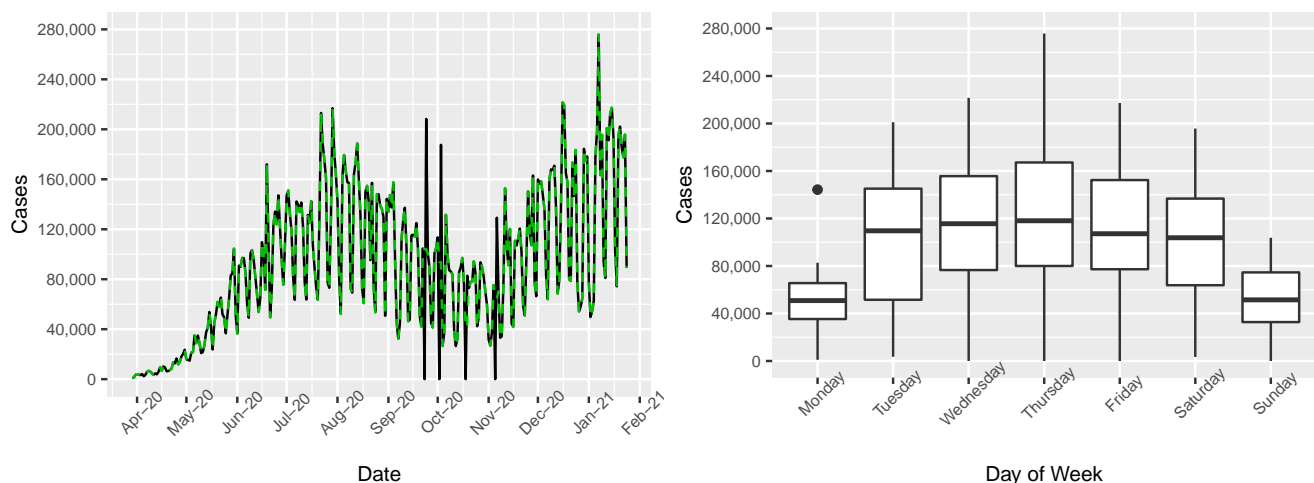 280,000
240,000
200,000
160,000
120,000
80,000
40,000
0
Cases
Apr−20
May−20
Jun−20
Jul−20
Aug−20
Sep−20
Oct−20
Nov−20
Dec−20
Jan−21
Feb−21
Date
280,000
240,000
200,000
160,000
120,000
80,000
40,000
0
Cases
Monday
Tuesday
Wednesday
Thursday
Friday
Saturday
Sunday
Day of Week